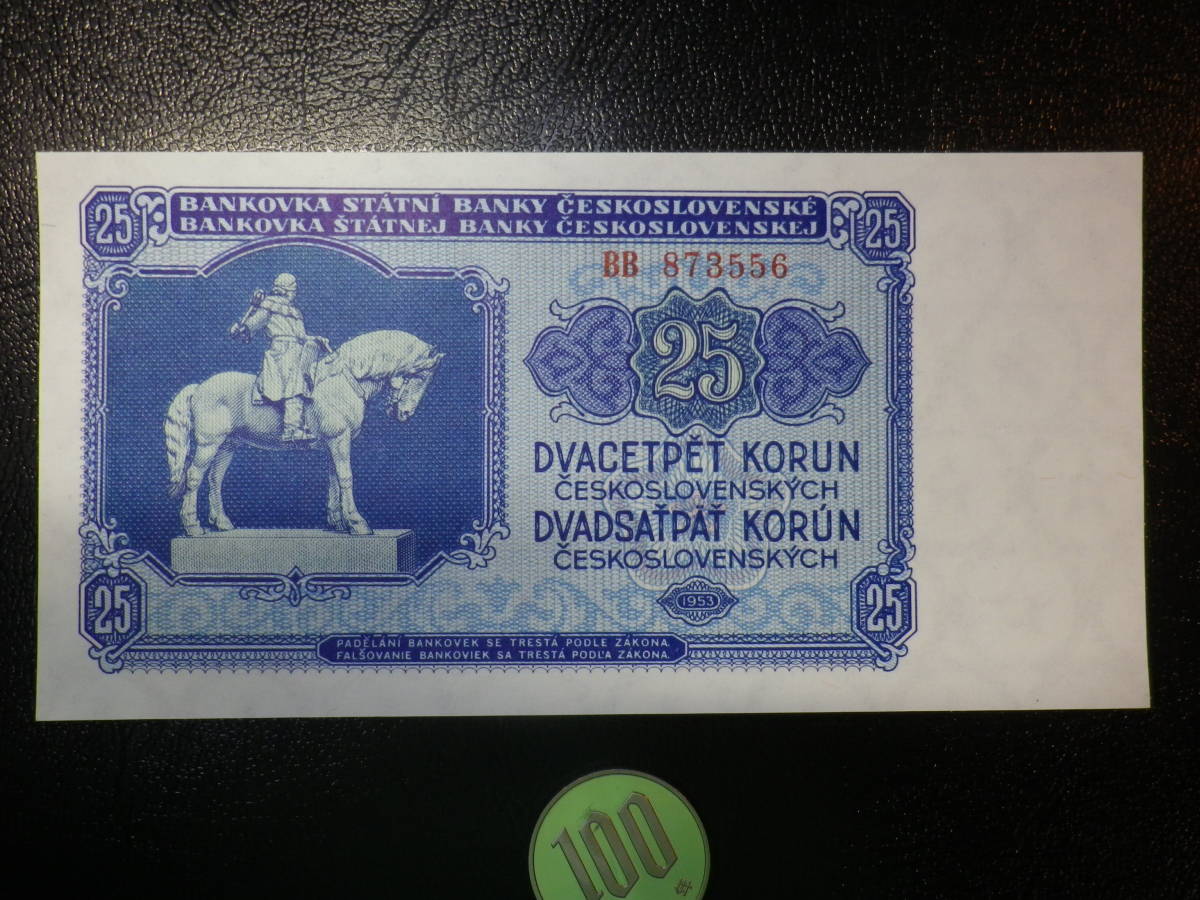 25
25
BANKOVKA STÁTNÍ BANKY ČESKOSLOVENSKÉ
BANKOVKA ŠTÁTNEJ BANKY ČESKOSLOVENSKEJ
BB 873556
25
DVACETPĚT KORUN
ČESKOSLOVENSKÝCH
DVADSAŤPÄŤ KORÚN
ČESKOSLOVENSKÝCH
1953
25
25
PADĚLÁNÍ BANKOVEK SE TRESTÁ PODLE ZÁKONA.
FALŠOVANIE BANKOVIEK SA TRESTÁ PODĽA ZÁKONA.
100